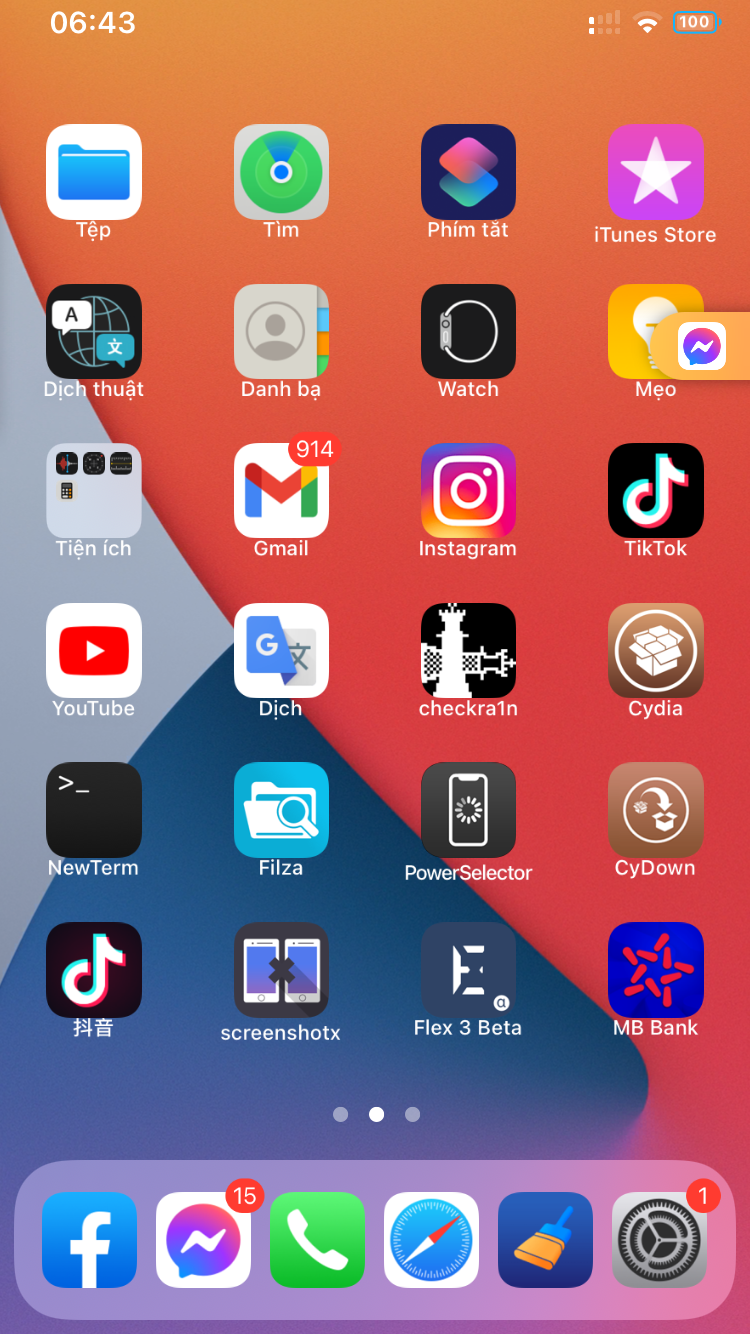 06:43
100
Tệp
Tìm
Phím tắt
iTunes Store
A
文
Dịch thuật
Danh bạ
Watch
Mẹo
914
Tiện ích
Gmail
Instagram
TikTok
G
文
YouTube
Dịch
checkra1n
Cydia
>_
NewTerm
Filza
PowerSelector
CyDown
α
抖音
screenshotx
Flex 3 Beta
MB Bank
15
1